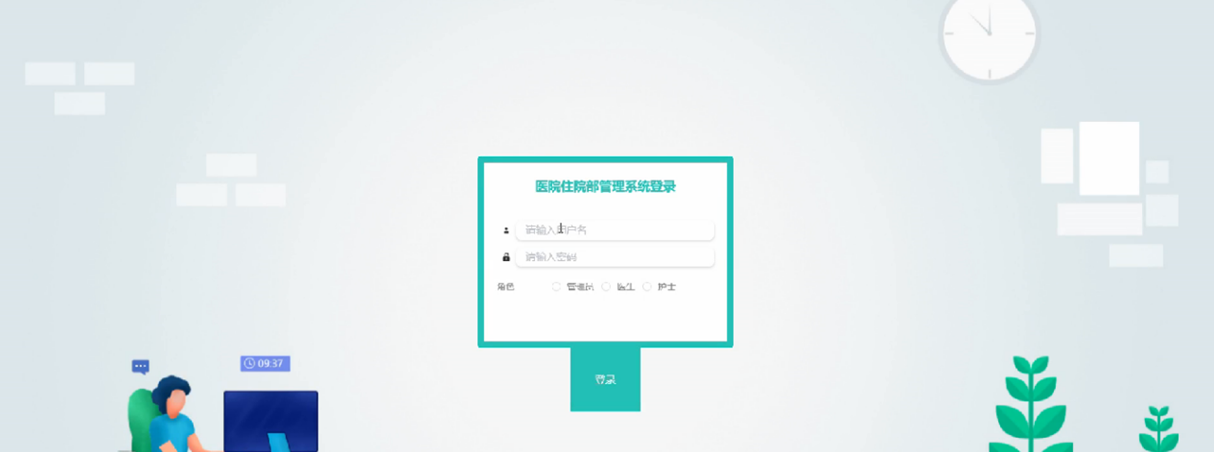 医院住院部管理系统登录
请输入用户名
请输入密码
角色 管理员 医生 护士
09:37
登录